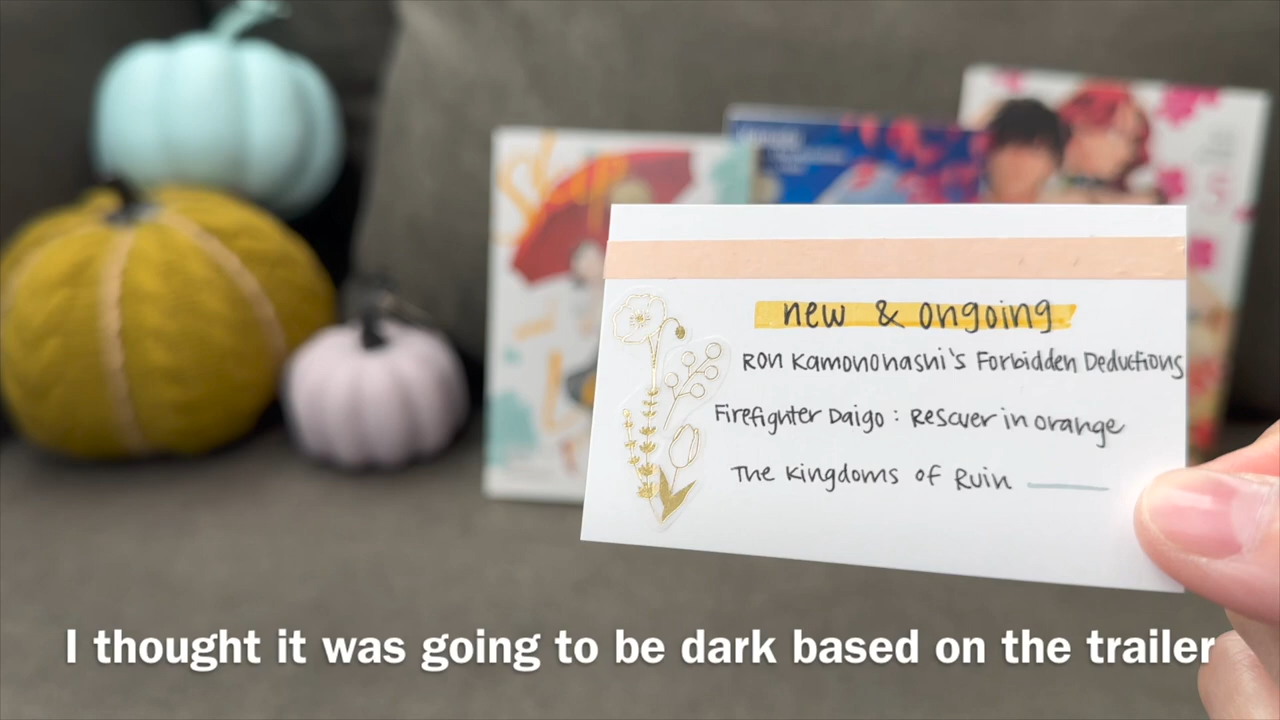 new & ongoing
Ron Kamonohashi's Forbidden Deductions
Firefighter Daigo: Rescuer in orange
The Kingdoms of Ruin
I thought it was going to be dark based on the trailer